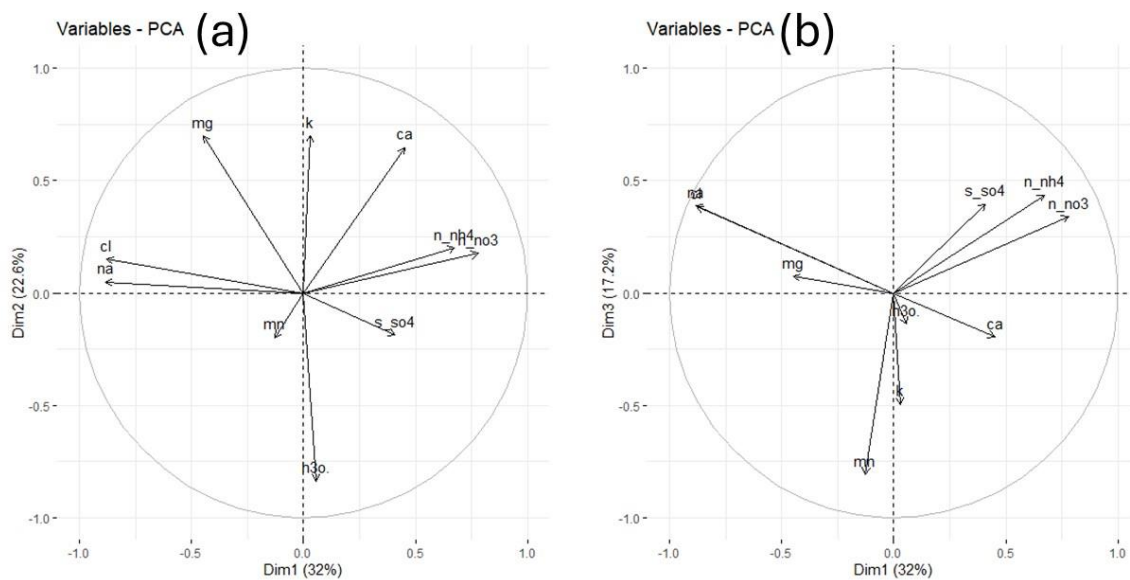 Variables - PCA (a)
1.0
0.5
0.0
-0.5
-1.0
Dim2 (22.6%)
mg
k
ca
n_nh4
n_no3
cl
na
mn
s_so4
h3o.
-1.0 -0.5 0.0 0.5 1.0
Dim1 (32%)
Variables - PCA (b)
1.0
0.5
0.0
-0.5
-1.0
Dim3 (17.2%)
na
n_nh4
s_so4
n_no3
mg
h3o.
ca
k
mn
-1.0 -0.5 0.0 0.5 1.0
Dim1 (32%)